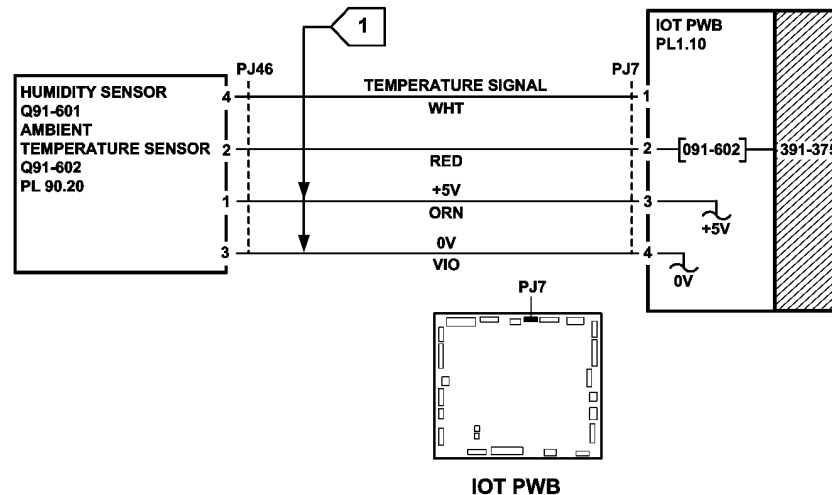 1
IOT PWB
PL1.10
PJ46
PJ7
HUMIDITY SENSOR
Q91-601
AMBIENT
TEMPERATURE SENSOR
Q91-602
PL 90.20
4
TEMPERATURE SIGNAL
WHT
1
2
RED
2
[091-602]
391-375
1
+5V
ORN
3
+5V
3
0V
VIO
4
0V
PJ7
IOT PWB